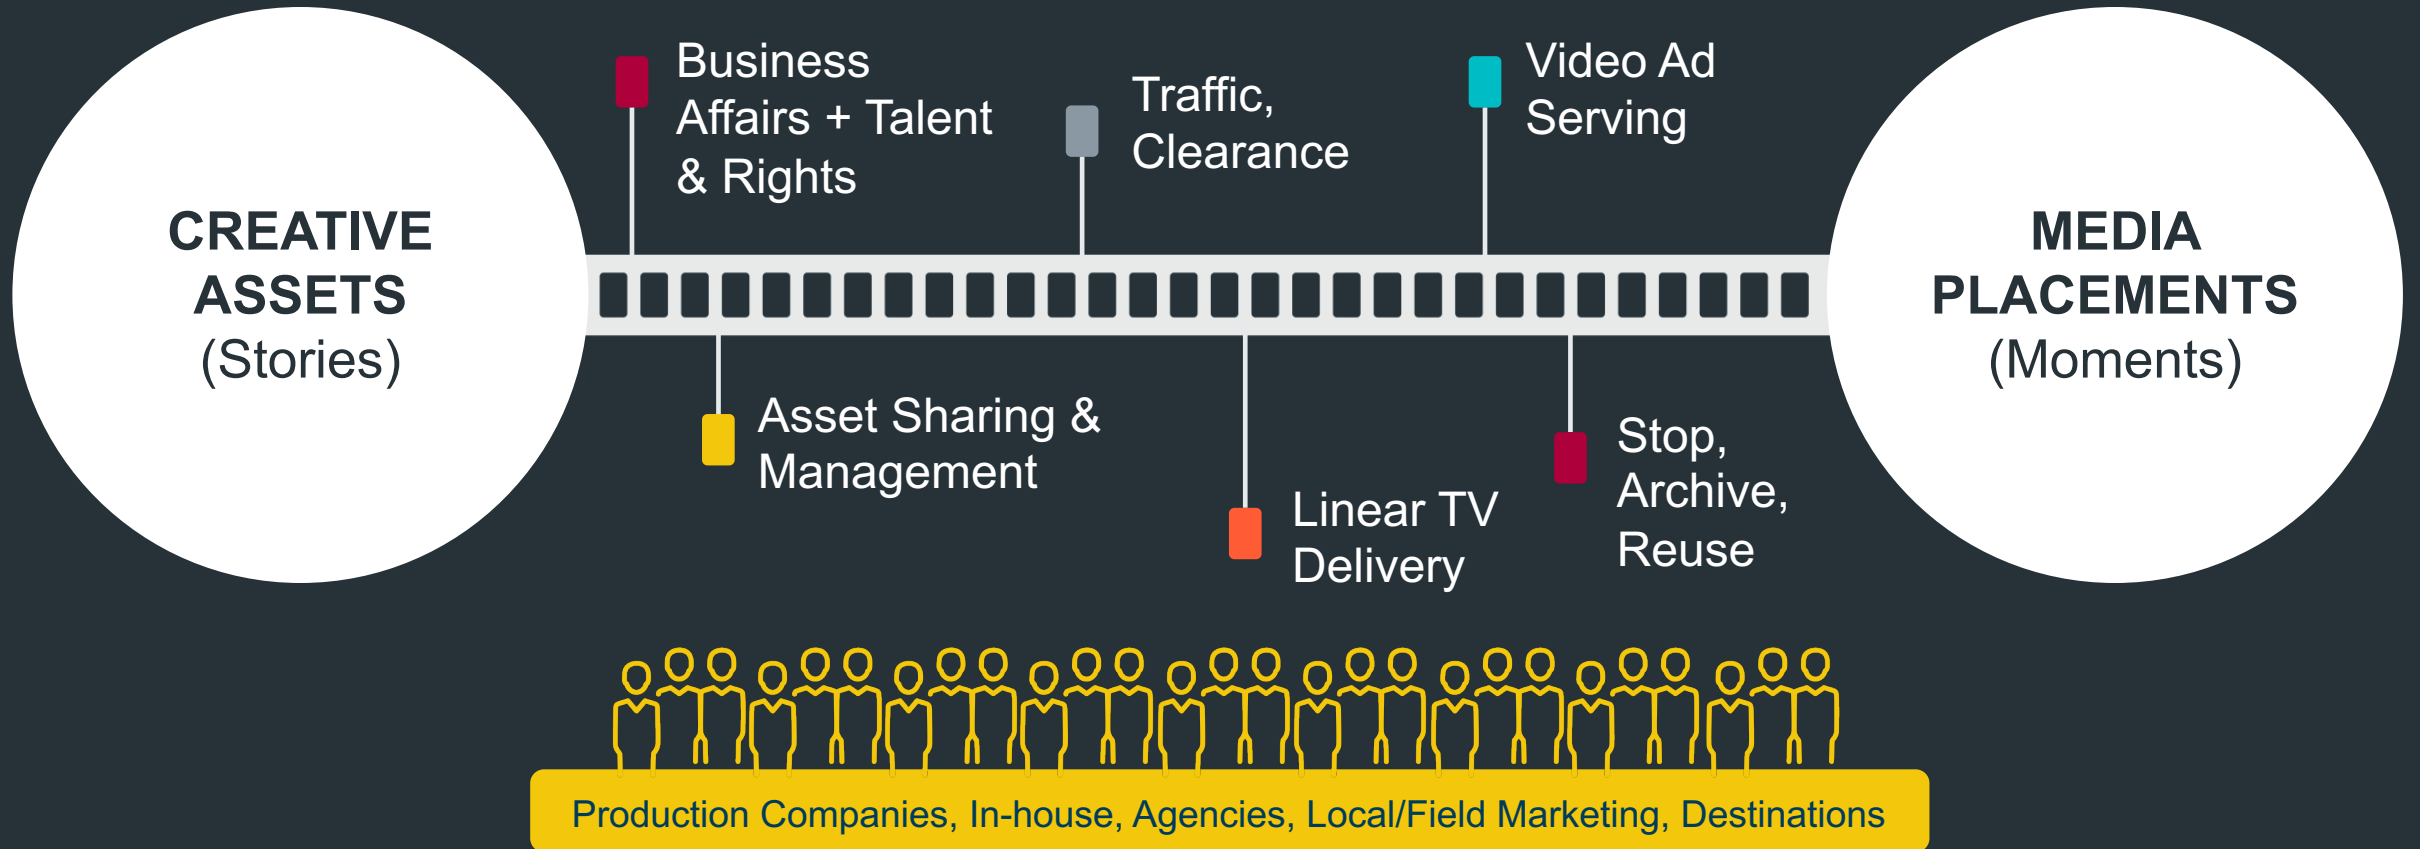 CREATIVE
ASSETS
(Stories)
Business
Affairs + Talent
& Rights
Asset Sharing &
Management
Traffic,
Clearance
Linear TV
Delivery
Video Ad
Serving
Stop,
Archive,
Reuse
MEDIA
PLACEMENTS
(Moments)
Production Companies, In-house, Agencies, Local/Field Marketing, Destinations